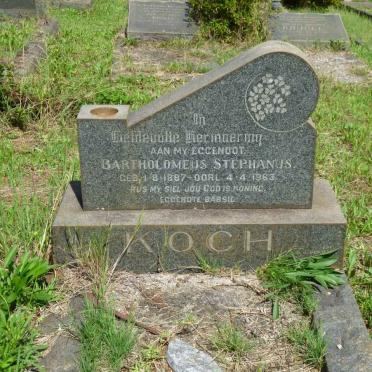 In
Liefdevolle Herinnering
AAN MY EGGENOOT
BARTHOLOMEUS STEPHANUS
GEB. 1·8·1887-OORL. 4·4·1963.
RUS MY SIEL JOU GOD IS KONING.
EGGENOTE BABSIE.
KOCH